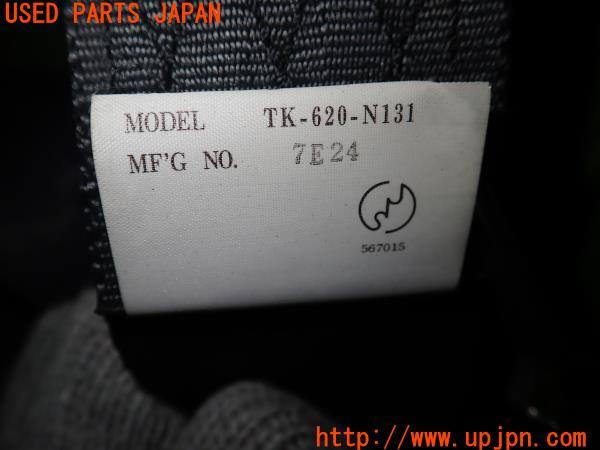 USED PARTS JAPAN
MODEL TK-620-N131
MF'G NO. 7E24
567015
http://www.upjpn.com/